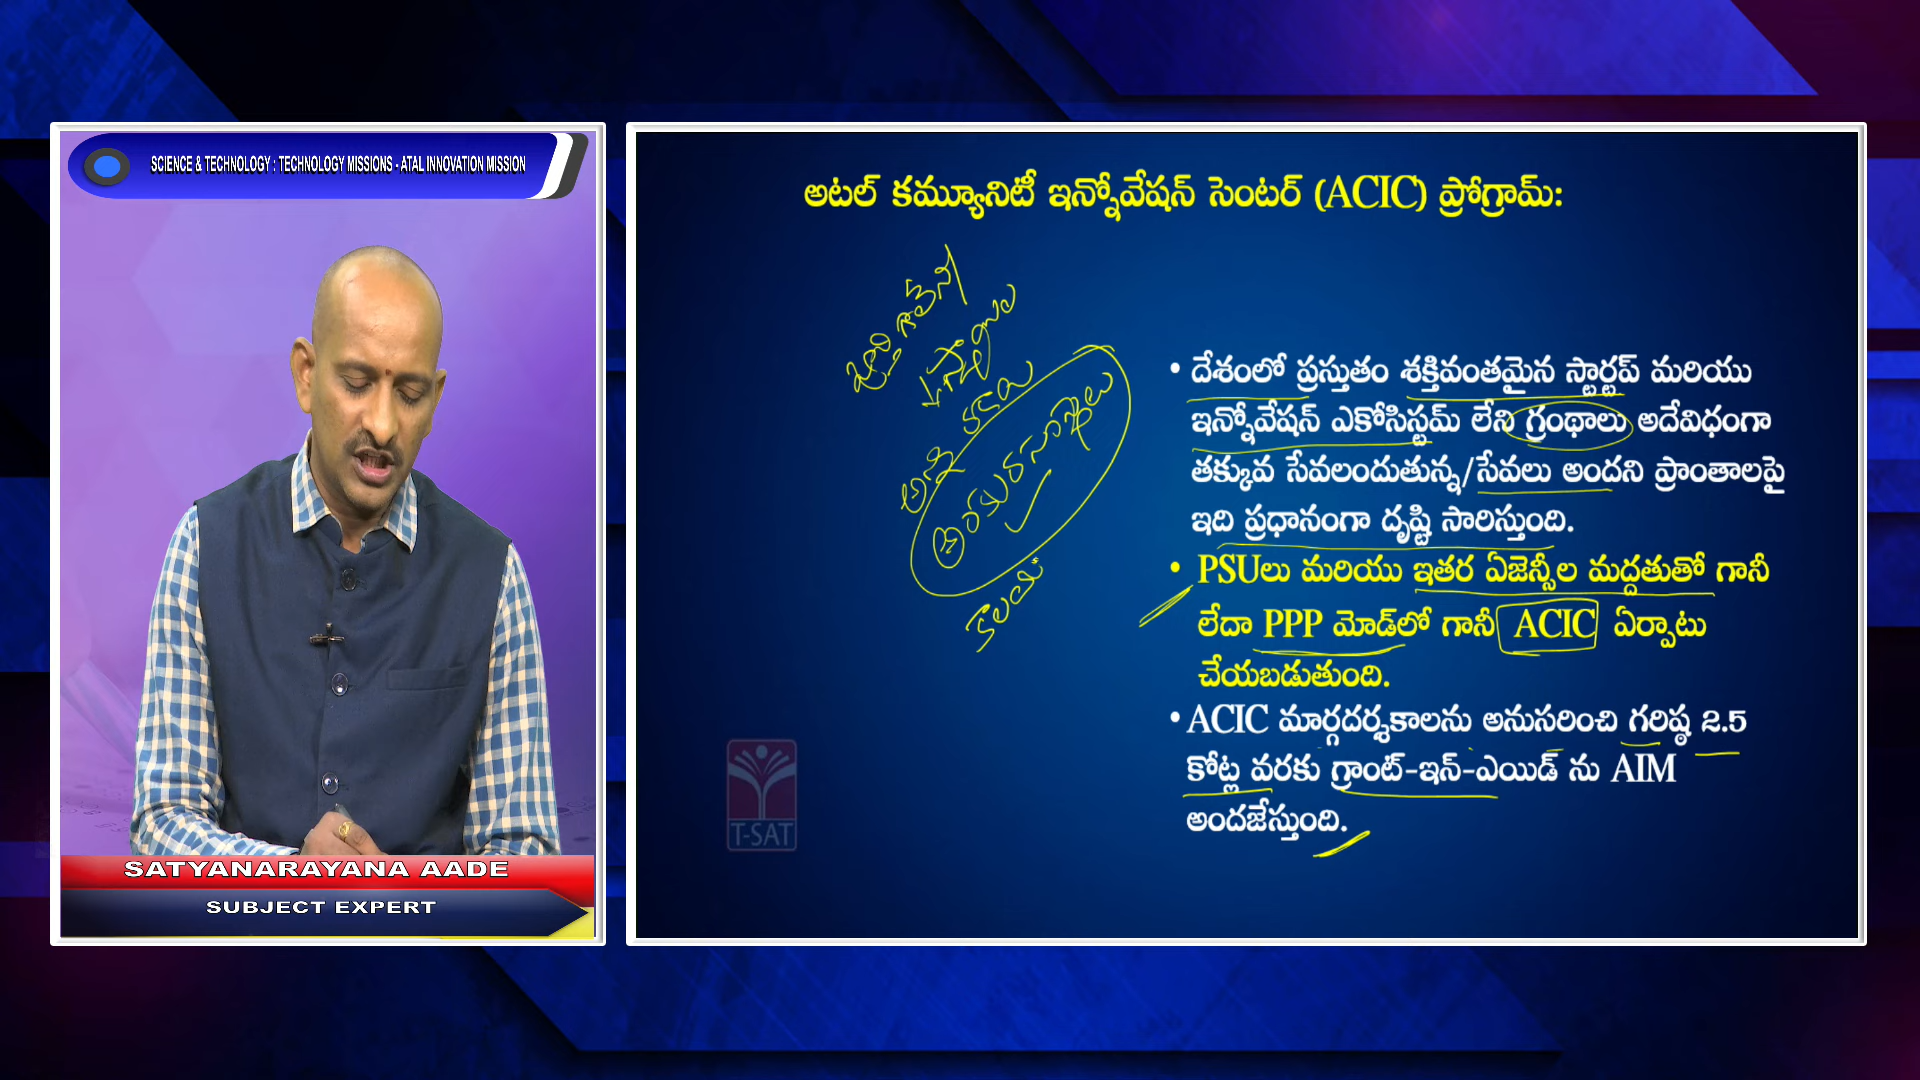 SCIENCE & TECHNOLOGY : TECHNOLOGY MISSIONS - ATAL INNOVATION MISSION
అటల్ కమ్యూనిటీ ఇన్నోవేషన్ సెంటర్ (ACIC) ప్రోగ్రామ్:
• దేశంలో ప్రస్తుతం శక్తివంతమైన స్టార్టప్ మరియు
ఇన్నోవేషన్ ఎకోసిస్టమ్ లేని గ్రంథాలు అదేవిధంగా
తక్కువ సేవలందుతున్న/సేవలు అందని ప్రాంతాలపై
ఇది ప్రధానంగా దృష్టి సారిస్తుంది.
• PSUలు మరియు ఇతర ఏజెన్సీల మద్దతుతో గానీ
లేదా PPP మోడ్‌లో గానీ ACIC ఏర్పాటు
చేయబడుతుంది.
• ACIC మార్గదర్శకాలను అనుసరించి గరిష్ఠ 2.5
కోట్ల వరకు గ్రాంట్-ఇన్-ఎయిడ్ ను AIM
అందజేస్తుంది.
T-SAT
SATYANARAYANA AADE
SUBJECT EXPERT